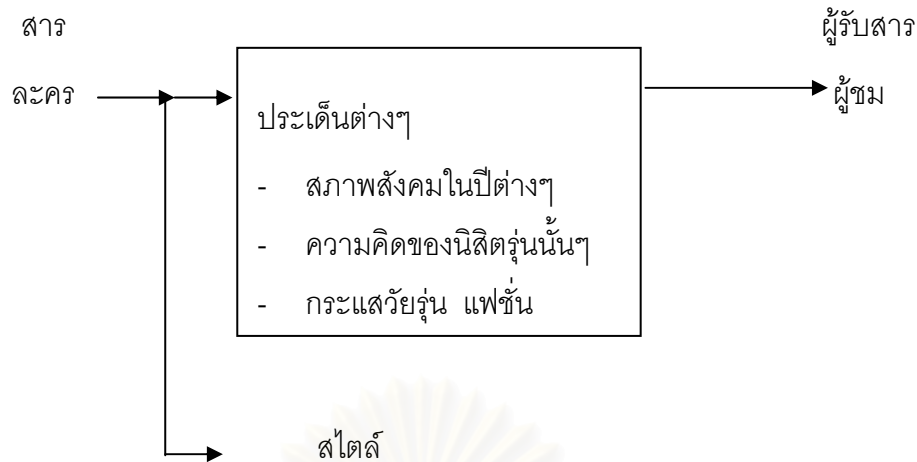 สาร ผู้รับสาร
ละคร ผู้ชม
ประเด็นต่างๆ
- สภาพสังคมในปีต่างๆ
- ความคิดของนิสิตรุ่นนั้นๆ
- กระแสวัยรุ่น แฟชั่น
สไตล์